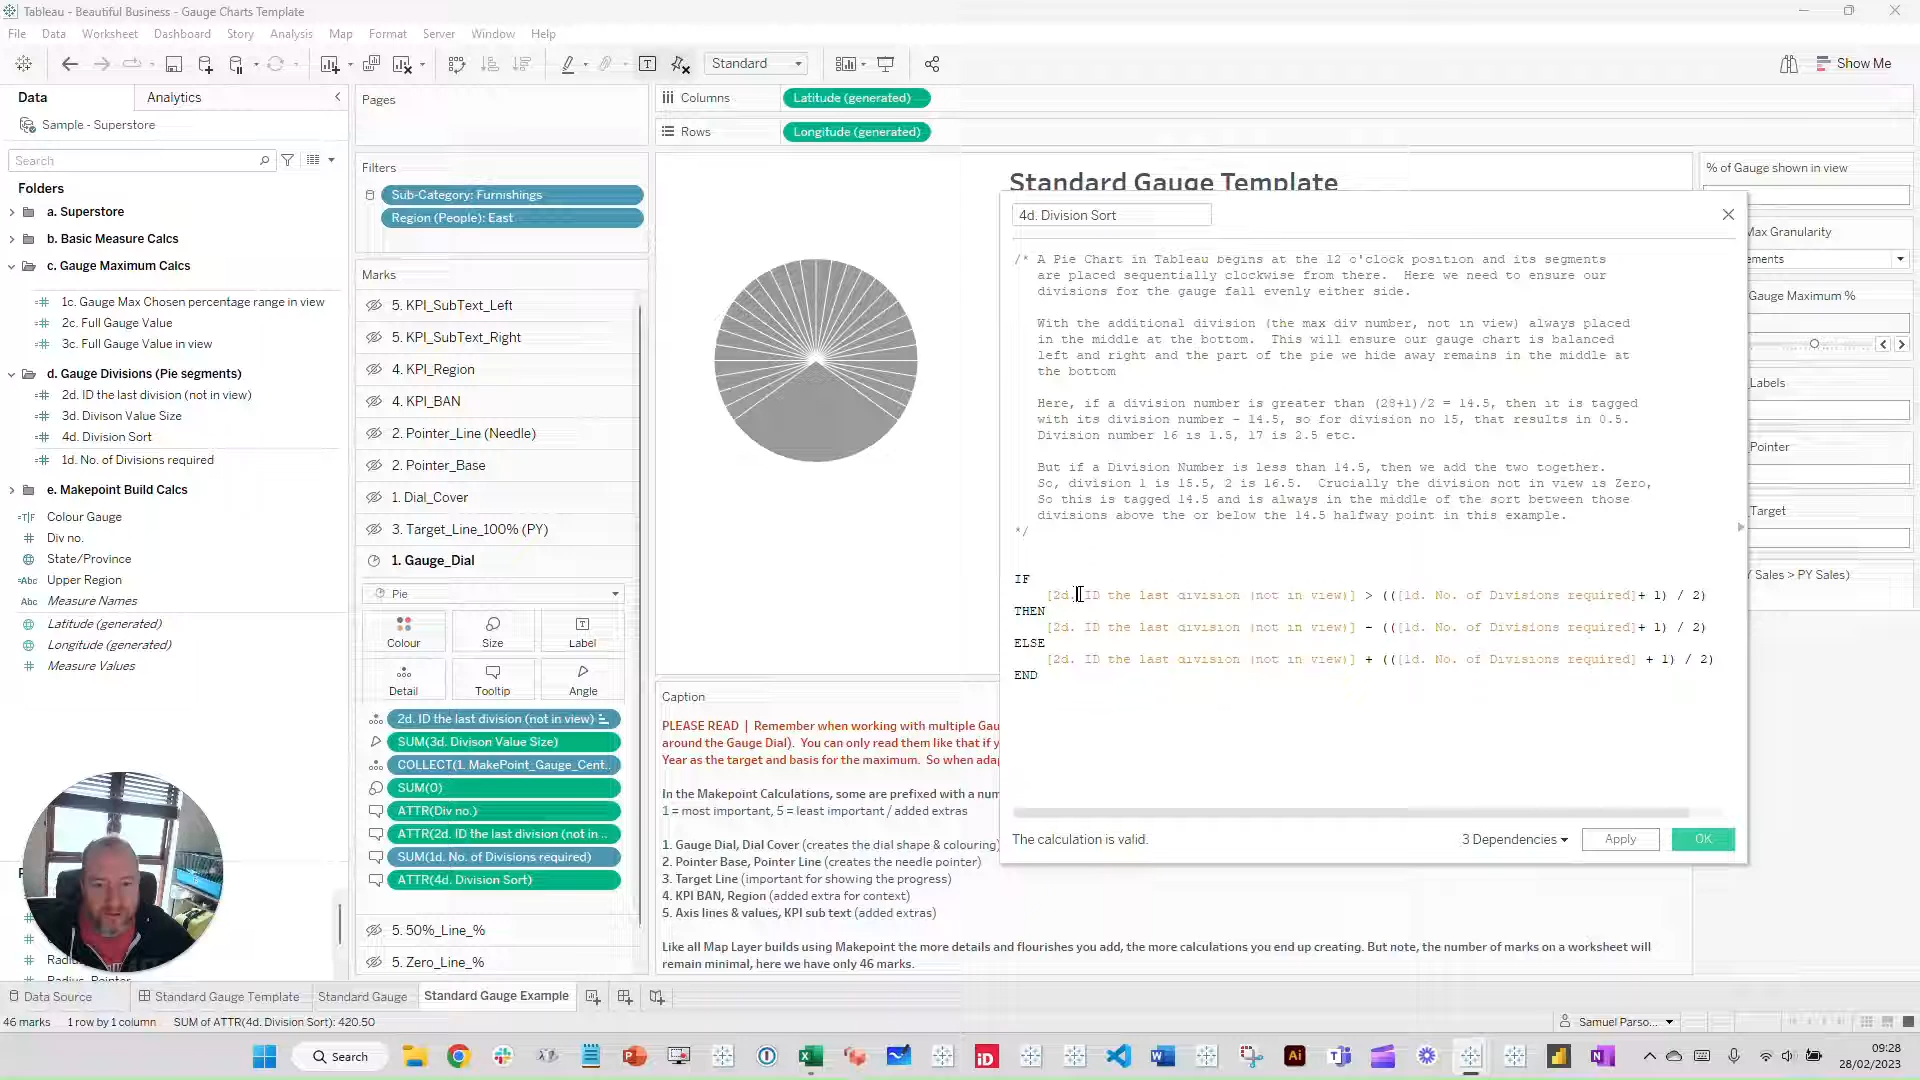 Tableau - Beautiful Business - Gauge Charts Template
File Data Worksheet Dashboard Story Analysis Map Format Server Window Help
Standard
Show Me
Data Analytics
Sample - Superstore
Search
Folders
a. Superstore
b. Basic Measure Calcs
c. Gauge Maximum Calcs
1c. Gauge Max Chosen percentage range in view
2c. Full Gauge Value
3c. Full Gauge Value in view
d. Gauge Divisions (Pie segments)
2d. ID the last division (not in view)
3d. Divison Value Size
4d. Division Sort
1d. No. of Divisions required
e. Makepoint Build Calcs
Colour Gauge
Div no.
State/Province
Upper Region
Measure Names
Latitude (generated)
Longitude (generated)
Measure Values
Pages
Filters
Sub-Category: Furnishings
Region (People): East
Marks
5. KPI_SubText_Left
5. KPI_SubText_Right
4. KPI_Region
4. KPI_BAN
2. Pointer_Line (Needle)
2. Pointer_Base
1. Dial_Cover
3. Target_Line_100% (PY)
1. Gauge_Dial
Pie
Colour Size Label
Detail Tooltip Angle
2d. ID the last division (not in view)
SUM(3d. Divison Value Size)
COLLECT(1. MakePoint_Gauge_Cent..
SUM(0)
ATTR(Div no.)
ATTR(2d. ID the last division (not in...
SUM(1d. No. of Divisions required)
ATTR(4d. Division Sort)
5. 50%_Line_%
5. Zero_Line_%
Columns Latitude (generated)
Rows Longitude (generated)
Standard Gauge Template
% of Gauge shown in view
Max Granularity
ements
Gauge Maximum %
Labels
Pointer
Target
Y Sales > PY Sales)
4d. Division Sort
/* A Pie Chart in Tableau begins at the 12 o'clock position and its segments
are placed sequentially clockwise from there. Here we need to ensure our
divisions for the gauge fall evenly either side.
With the additional division (the max div number, not in view) always placed
in the middle at the bottom. This will ensure our gauge chart is balanced
left and right and the part of the pie we hide away remains in the middle at
the bottom
Here, if a division number is greater than (28+1)/2 = 14.5, then it is tagged
with its division number - 14.5, so for division no 15, that results in 0.5.
Division number 16 is 1.5, 17 is 2.5 etc.
But if a Division Number is less than 14.5, then we add the two together.
So, division 1 is 15.5, 2 is 16.5. Crucially the division not in view is Zero,
So this is tagged 14.5 and is always in the middle of the sort between those
divisions above the or below the 14.5 halfway point in this example.
*/
IF
[2d. ID the last division (not in view)] > (([1d. No. of Divisions required]+ 1) / 2)
THEN
[2d. ID the last division (not in view)] - (([1d. No. of Divisions required]+ 1) / 2)
ELSE
[2d. ID the last division (not in view)] + (([1d. No. of Divisions required] + 1) / 2)
END
The calculation is valid.
3 Dependencies Apply OK
Caption
PLEASE READ | Remember when working with multiple Gau
around the Gauge Dial). You can only read them like that if y
Year as the target and basis for the maximum. So when adap
In the Makepoint Calculations, some are prefixed with a num
1 = most important, 5 = least important / added extras
1. Gauge Dial, Dial Cover (creates the dial shape & colouring)
2. Pointer Base, Pointer Line (creates the needle pointer)
3. Target Line (important for showing the progress)
4. KPI BAN, Region (added extra for context)
5. Axis lines & values, KPI sub text (added extras)
Like all Map Layer builds using Makepoint the more details and flourishes you add, the more calculations you end up creating. But note, the number of marks on a worksheet will
remain minimal, here we have only 46 marks.
Data Source Standard Gauge Template Standard Gauge Standard Gauge Example
46 marks 1 row by 1 column SUM of ATTR(4d. Division Sort): 420.50
Samuel Parso...
Search
09:28
28/02/2023